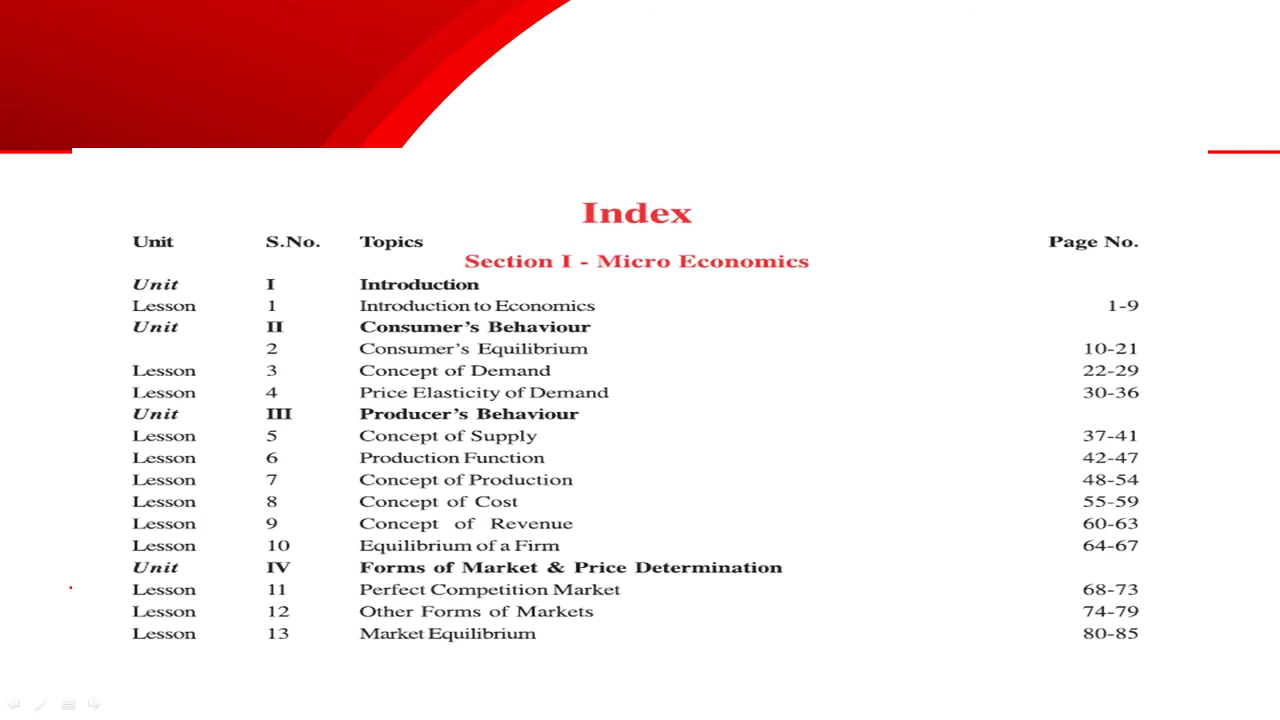 Index
Unit S.No. Topics Page No.
Section I - Micro Economics
Unit I Introduction
Lesson 1 Introduction to Economics 1-9
Unit II Consumer's Behaviour
2 Consumer's Equilibrium 10-21
Lesson 3 Concept of Demand 22-29
Lesson 4 Price Elasticity of Demand 30-36
Unit III Producer's Behaviour
Lesson 5 Concept of Supply 37-41
Lesson 6 Production Function 42-47
Lesson 7 Concept of Production 48-54
Lesson 8 Concept of Cost 55-59
Lesson 9 Concept of Revenue 60-63
Lesson 10 Equilibrium of a Firm 64-67
Unit IV Forms of Market & Price Determination
Lesson 11 Perfect Competition Market 68-73
Lesson 12 Other Forms of Markets 74-79
Lesson 13 Market Equilibrium 80-85